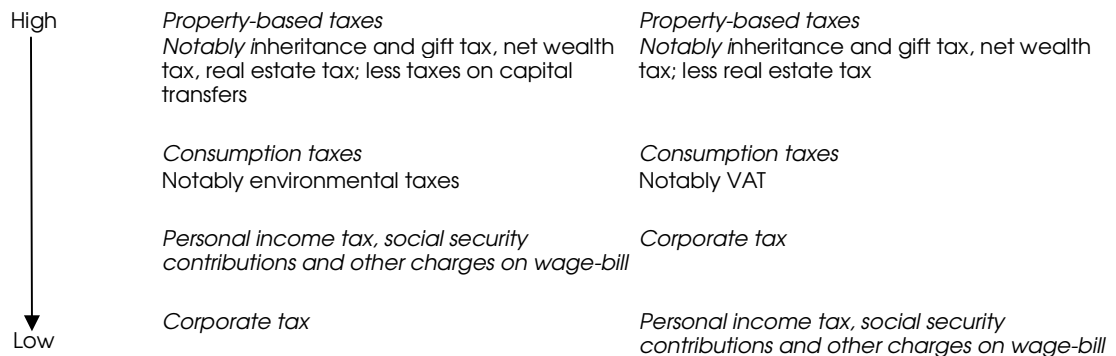 High
Property-based taxes
Notably inheritance and gift tax, net wealth
tax, real estate tax; less taxes on capital
transfers
Property-based taxes
Notably inheritance and gift tax, net wealth
tax; less real estate tax
Consumption taxes
Notably environmental taxes
Consumption taxes
Notably VAT
Personal income tax, social security
contributions and other charges on wage-bill
Corporate tax
Low
Corporate tax
Personal income tax, social security
contributions and other charges on wage-bill